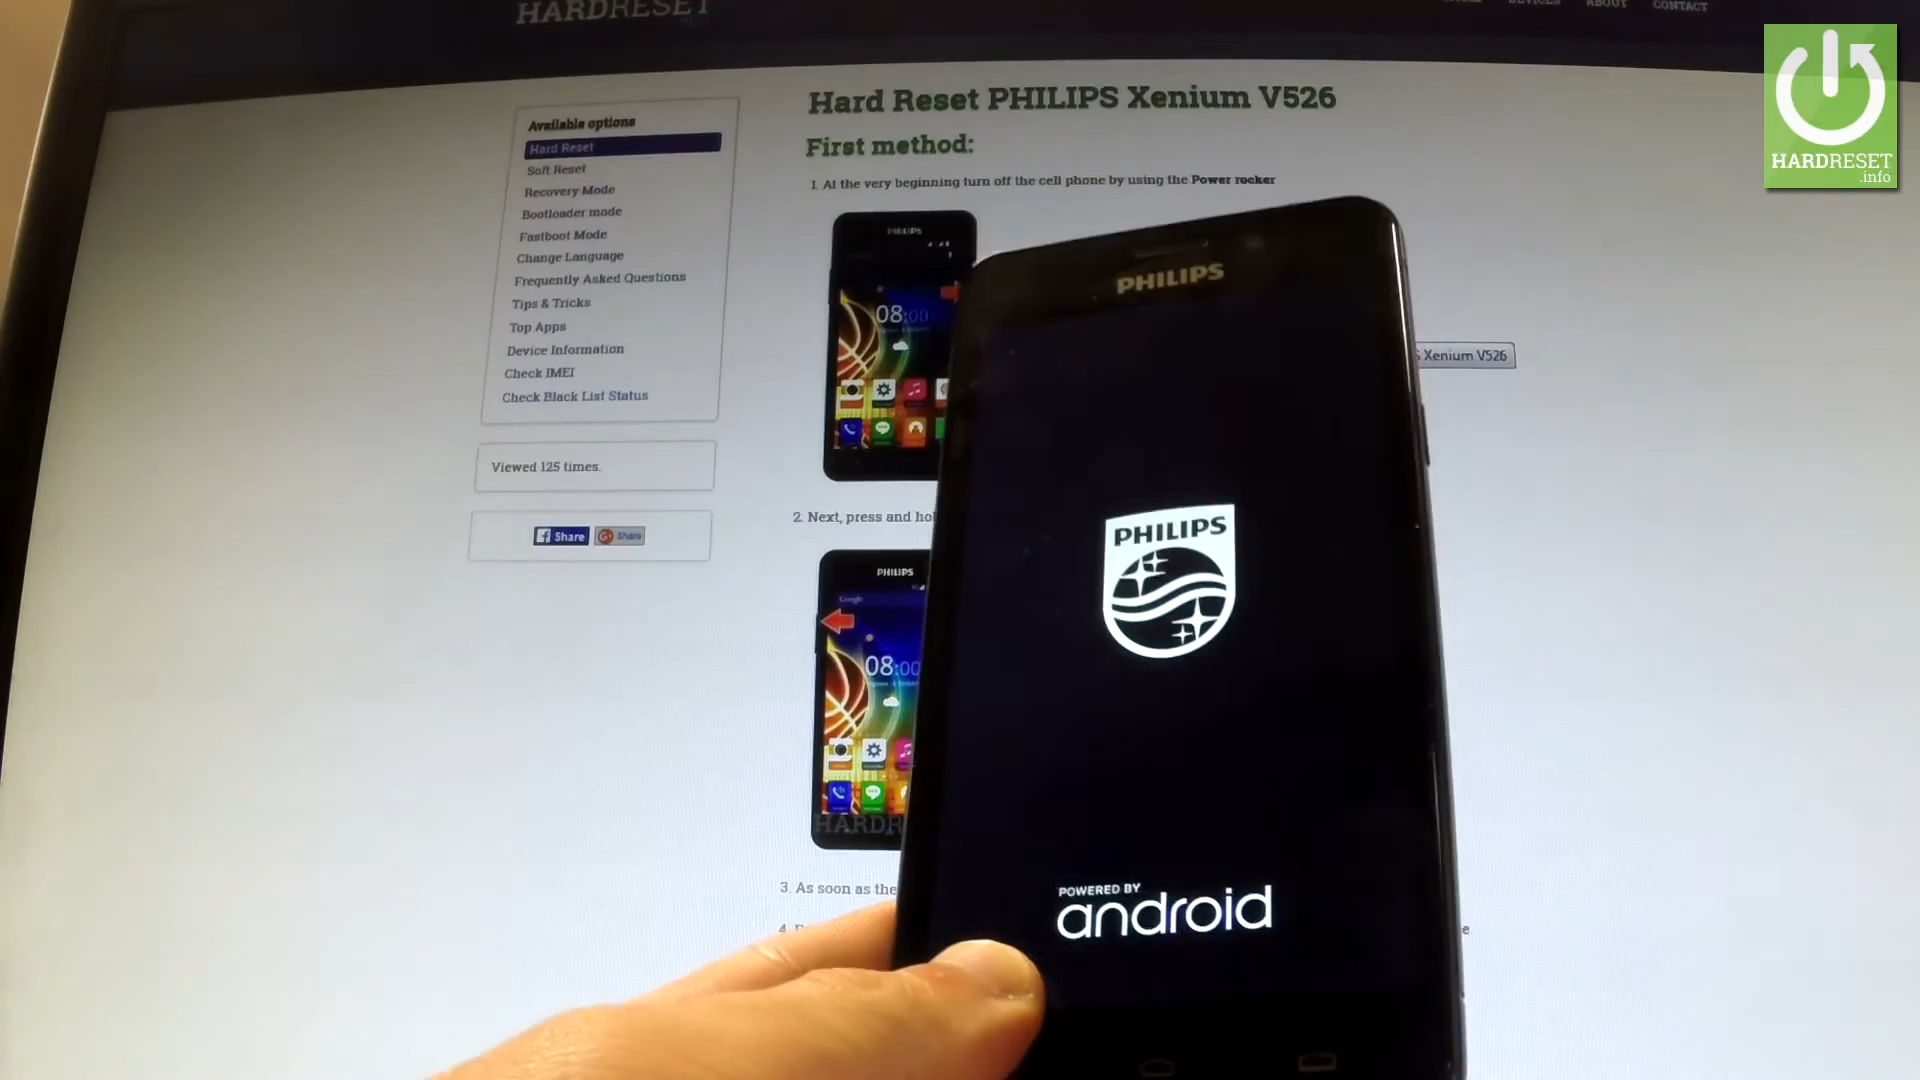 HARDRESET
DEVICES
ABOUT
CONTACT
HARDRESET
.info
Available options
Hard Reset
Soft Reset
Recovery Mode
Bootloader mode
Fastboot Mode
Change Language
Frequently Asked Questions
Tips & Tricks
Top Apps
Device Information
Check IMEI
Check Black List Status
Viewed 125 times.
Share
Share
Hard Reset PHILIPS Xenium V526
First method:
1. At the very beginning turn off the cell phone by using the Power rocker
PHILIPS
08:00
Xenium V526
2. Next, press and hol
PHILIPS
Google
08:00
HARDR
3. As soon as the
4.
PHILIPS
PHILIPS
POWERED BY
android